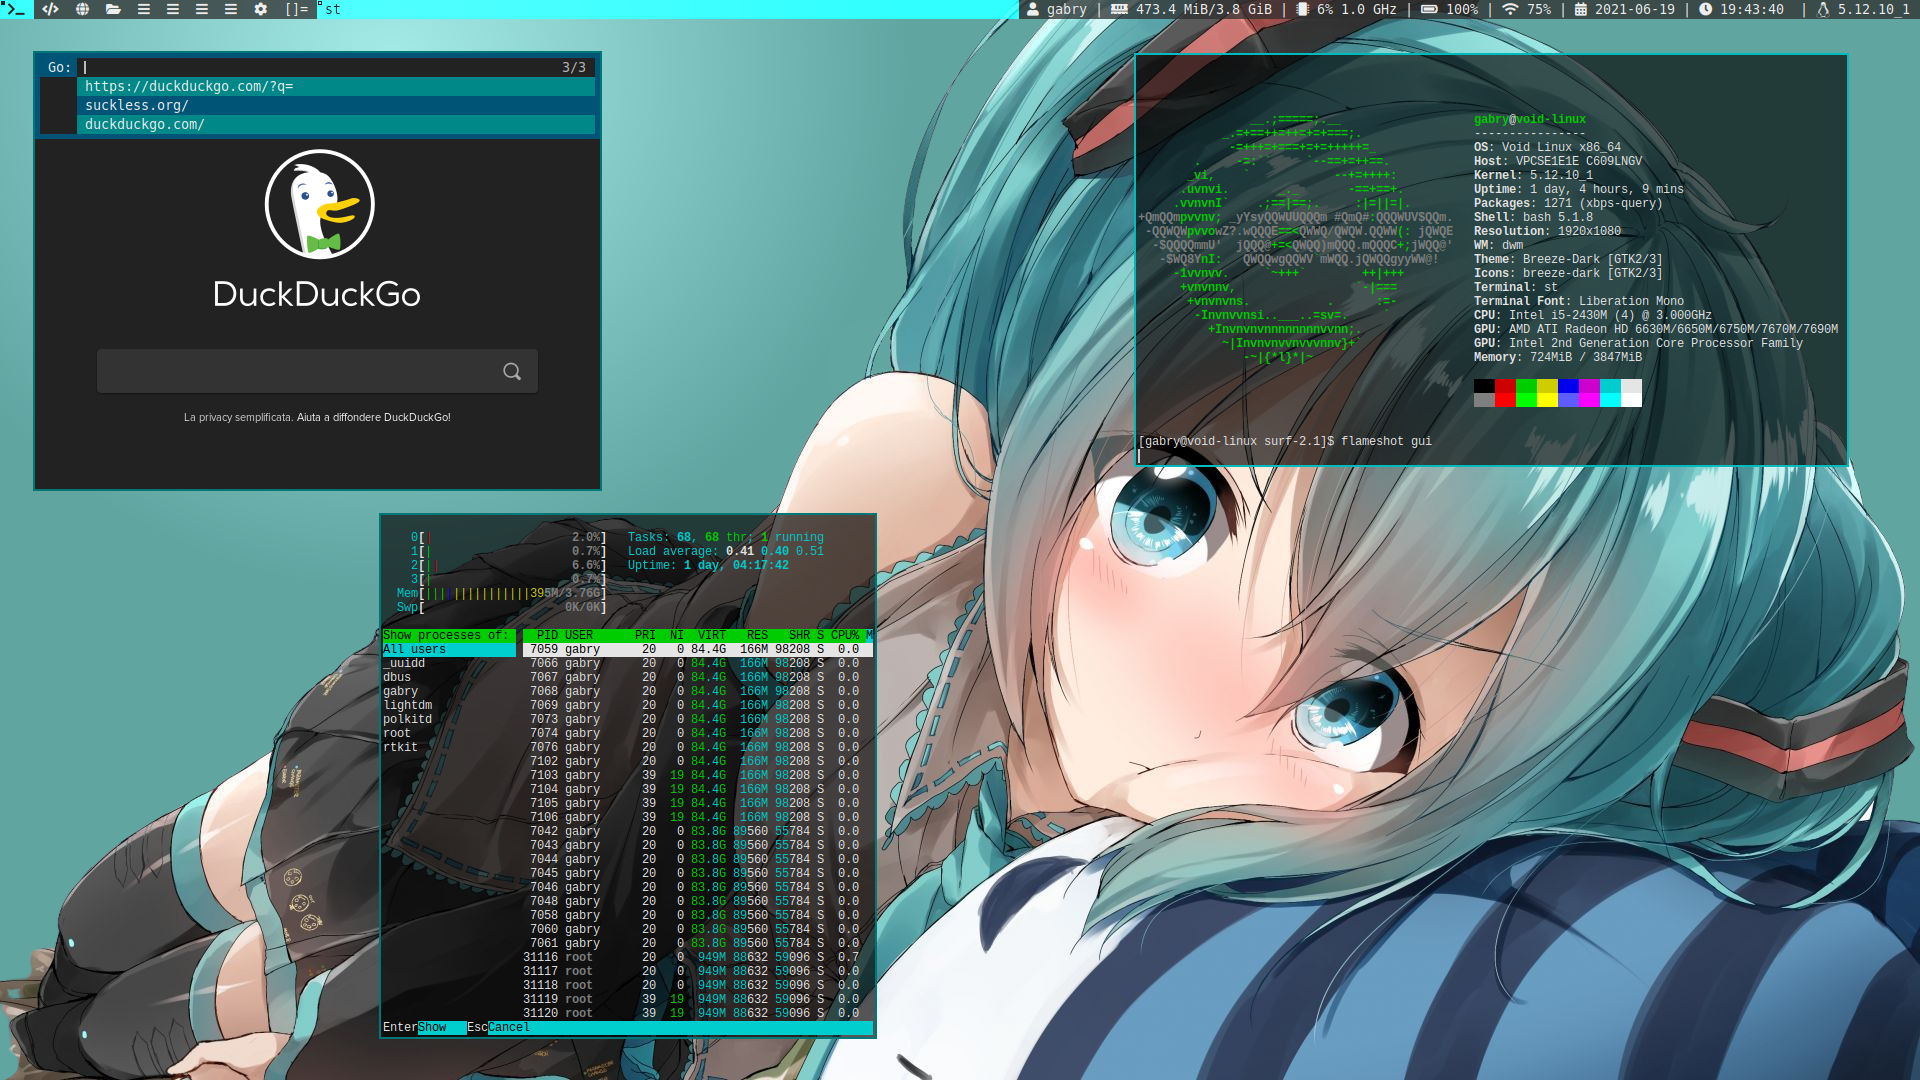 []= st gabry | 473.4 MiB/3.8 GiB | 6% 1.0 GHz | 100% | 75% | 2021-06-19 | 19:43:40 | 5.12.10_1
Go: 3/3
https://duckduckgo.com/?q=
suckless.org/
duckduckgo.com/
DuckDuckGo
La privacy semplificata. Aiuta a diffondere DuckDuckGo!
gabry@void-linux
----------------
OS: Void Linux x86_64
Host: VPCSE1E1E C609LNGV
Kernel: 5.12.10_1
Uptime: 1 day, 4 hours, 9 mins
Packages: 1271 (xbps-query)
Shell: bash 5.1.8
Resolution: 1920x1080
WM: dwm
Theme: Breeze-Dark [GTK2/3]
Icons: breeze-dark [GTK2/3]
Terminal: st
Terminal Font: Liberation Mono
CPU: Intel i5-2430M (4) @ 3.000GHz
GPU: AMD ATI Radeon HD 6630M/6650M/6750M/7670M/7690M
GPU: Intel 2nd Generation Core Processor Family
Memory: 724MiB / 3847MiB
[gabry@void-linux surf-2.1]$ flameshot gui
0[ 2.0%] Tasks: 68, 68 thr; 1 running
1[ 0.7%] Load average: 0.41 0.40 0.51
2[ 6.6%] Uptime: 1 day, 04:17:42
3[ 0.7%]
Mem[||| |||||||||||395M/3.76G]
Swp[ 0K/0K]
Show processes of: PID USER PRI NI VIRT RES SHR S CPU% M
All users 7059 gabry 20 0 84.4G 166M 98208 S 0.0
_uuidd 7066 gabry 20 0 84.4G 166M 98208 S 0.0
dbus 7067 gabry 20 0 84.4G 166M 98208 S 0.0
gabry 7068 gabry 20 0 84.4G 166M 98208 S 0.0
lightdm 7069 gabry 20 0 84.4G 166M 98208 S 0.0
polkitd 7073 gabry 20 0 84.4G 166M 98208 S 0.0
root 7074 gabry 20 0 84.4G 166M 98208 S 0.0
rtkit 7076 gabry 20 0 84.4G 166M 98208 S 0.0
7102 gabry 20 0 84.4G 166M 98208 S 0.0
7103 gabry 39 19 84.4G 166M 98208 S 0.0
7104 gabry 39 19 84.4G 166M 98208 S 0.0
7105 gabry 39 19 84.4G 166M 98208 S 0.0
7106 gabry 39 19 84.4G 166M 98208 S 0.0
7042 gabry 20 0 83.8G 89560 55784 S 0.0
7043 gabry 20 0 83.8G 89560 55784 S 0.0
7044 gabry 20 0 83.8G 89560 55784 S 0.0
7045 gabry 20 0 83.8G 89560 55784 S 0.0
7046 gabry 20 0 83.8G 89560 55784 S 0.0
7048 gabry 20 0 83.8G 89560 55784 S 0.0
7058 gabry 20 0 83.8G 89560 55784 S 0.0
7060 gabry 20 0 83.8G 89560 55784 S 0.0
7061 gabry 20 0 83.8G 89560 55784 S 0.0
31116 root 20 0 949M 88632 59096 S 0.7
31117 root 20 0 949M 88632 59096 S 0.0
31118 root 20 0 949M 88632 59096 S 0.0
31119 root 39 19 949M 88632 59096 S 0.0
31120 root 39 19 949M 88632 59096 S 0.0
EnterShow EscCancel